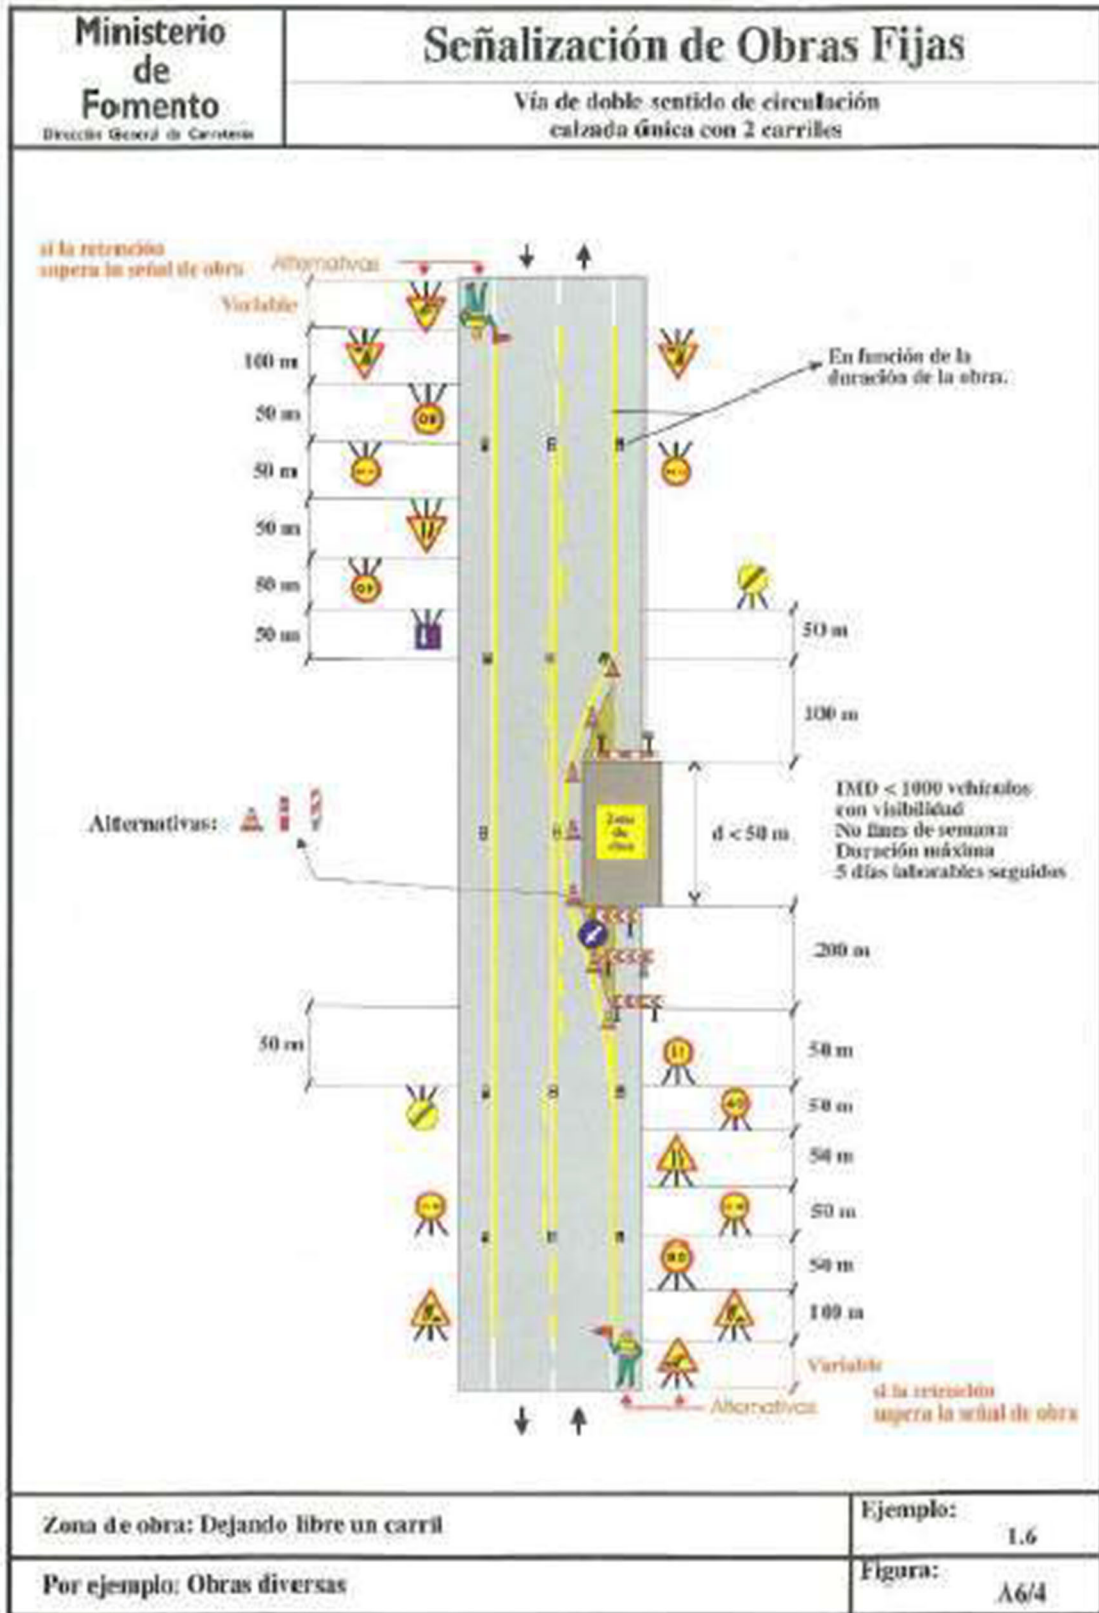 Ministerio
de
Fomento
Dirección General de Carreteras
Señalización de Obras Fijas
Vía de doble sentido de circulación
calzada única con 2 carriles
si la retención
supera la señal de obra
Alternativas
Variable
100 m
50 m
50 m
50 m
50 m
50 m
En función de la
duración de la obra.
50 m
100 m
Alternativas:
Zona
de
obra
d < 50 m
IMD < 1000 vehículos
con visibilidad
No fines de semana
Duración máxima
5 días laborables seguidos
200 m
50 m
50 m
50 m
40
50 m
50 m
50 m
100 m
Variable
Alternativas
si la retención
supera la señal de obra
Zona de obra: Dejando libre un carril
Ejemplo:
1.6
Por ejemplo: Obras diversas
Figura:
A6/4